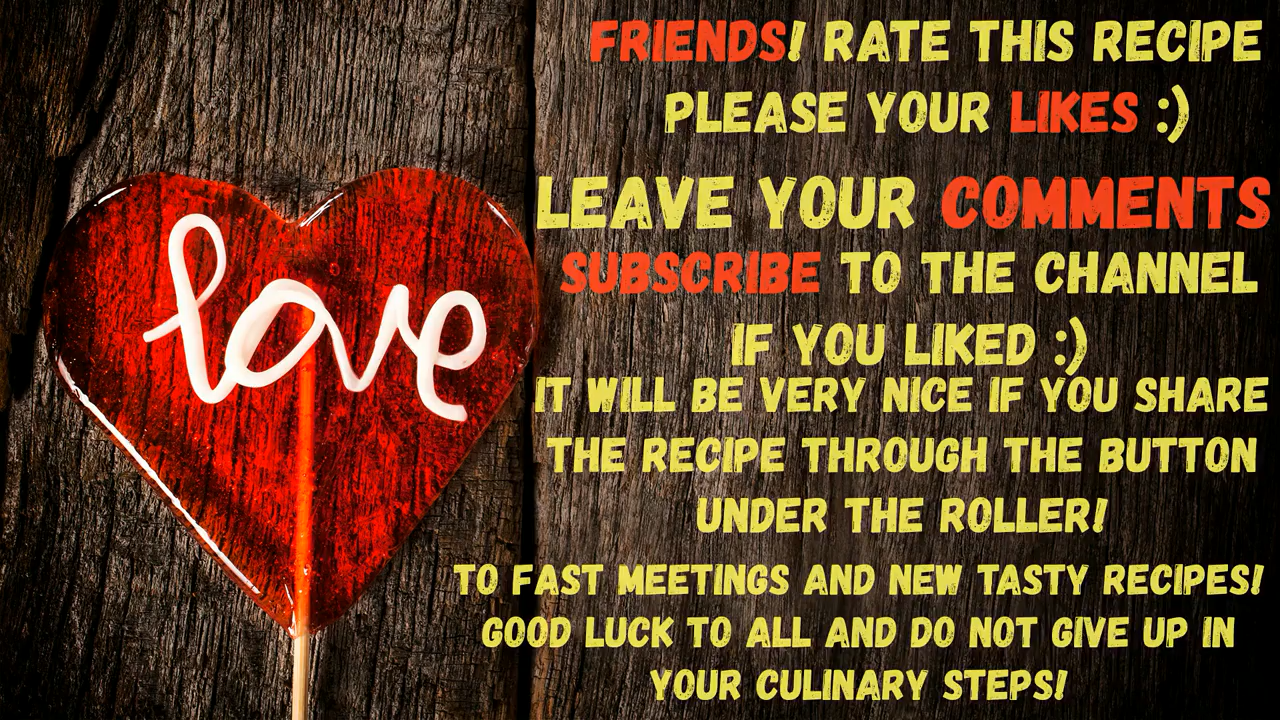 FRIENDS! RATE THIS RECIPE
PLEASE YOUR LIKES :)
LEAVE YOUR COMMENTS
SUBSCRIBE TO THE CHANNEL
IF YOU LIKED :)
IT WILL BE VERY NICE IF YOU SHARE
THE RECIPE THROUGH THE BUTTON
UNDER THE ROLLER!
TO FAST MEETINGS AND NEW TASTY RECIPES!
GOOD LUCK TO ALL AND DO NOT GIVE UP IN
YOUR CULINARY STEPS!
love